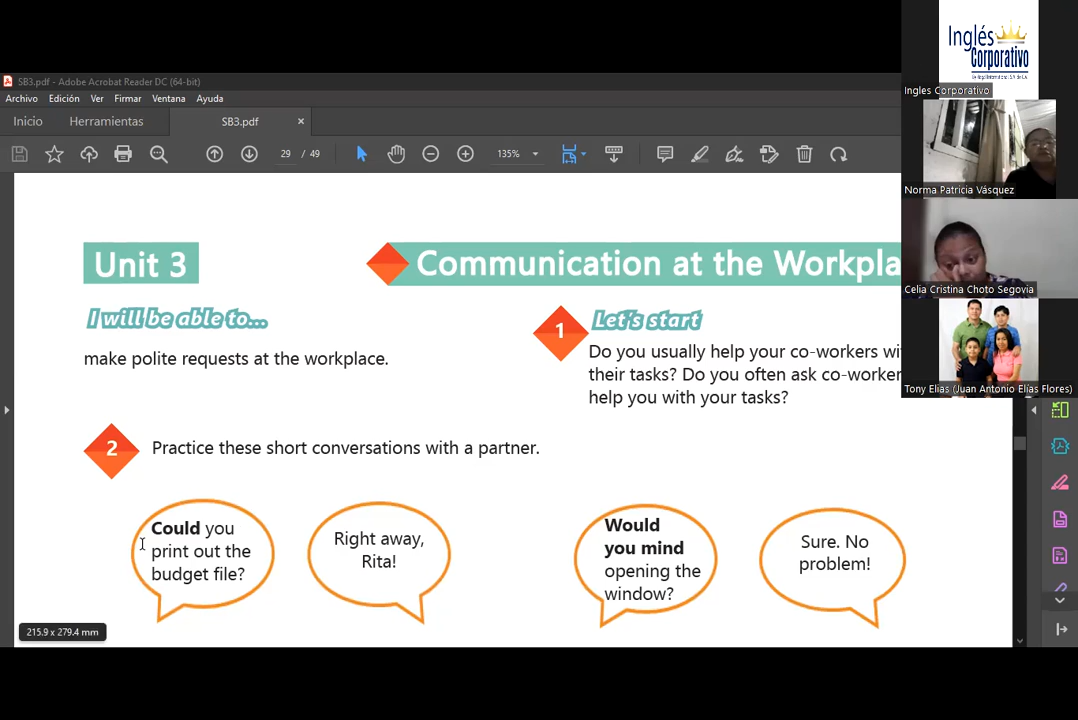 SB3.pdf - Adobe Acrobat Reader DC (64-bit)
Archivo Edición Ver Firmar Ventana Ayuda
Inicio Herramientas SB3.pdf ×
29 / 49 135%
Unit 3
Communication at the Workpla
I will be able to...
make polite requests at the workplace.
1 Let's start
Do you usually help your co-workers wi
their tasks? Do you often ask co-worker
help you with your tasks?
2 Practice these short conversations with a partner.
Could you
print out the
budget file?
Right away,
Rita!
Would
you mind
opening the
window?
Sure. No
problem!
215.9 x 279.4 mm
Inglés
Corporativo
Ingles Corporativo
Norma Patricia Vásquez
Celia Cristina Choto Segovia
Tony Elias (Juan Antonio Elías Flores)